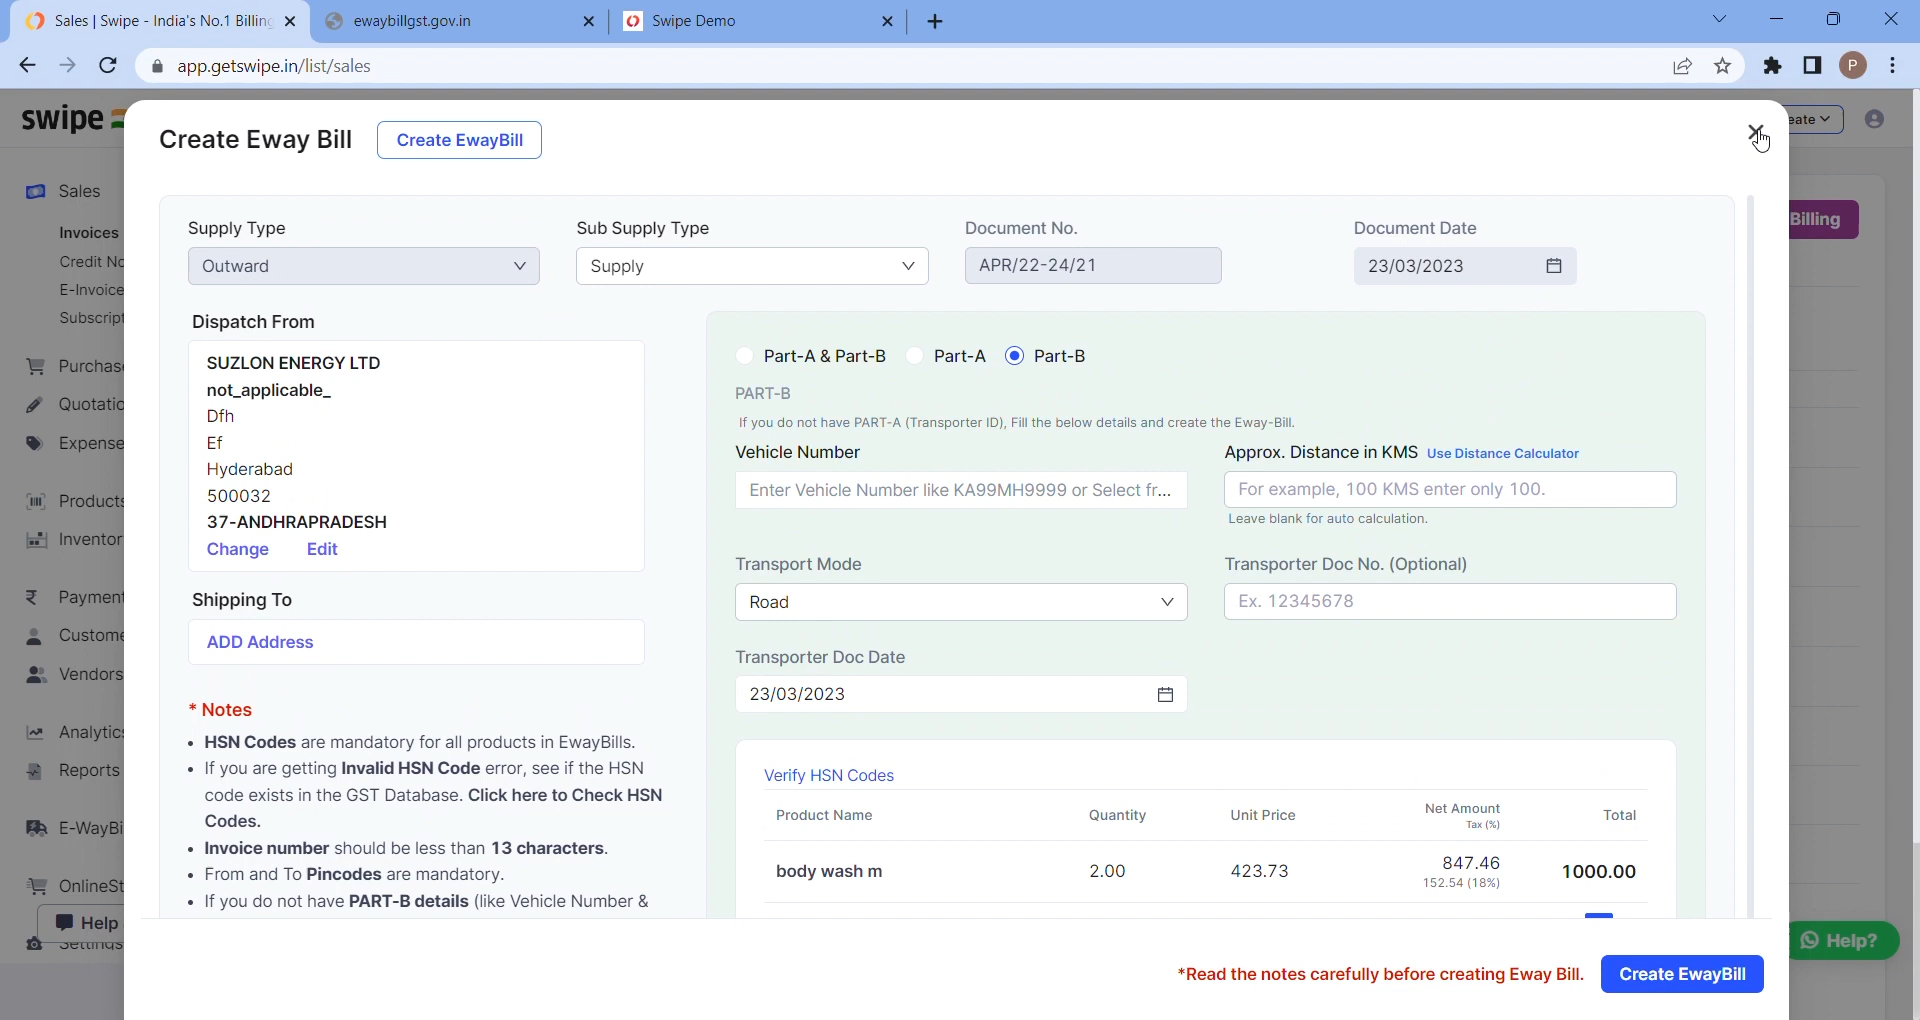 Sales | Swipe - India's No.1 Billing
ewaybillgst.gov.in
Swipe Demo
app.getswipe.in/list/sales
P
swipe
eate
Create Eway Bill
Create EwayBill
Sales
Invoices
Credit No
E-Invoice
Subscript
Purchase
Quotatio
Expense
Products
Inventor
Payment
Custome
Vendors
Analytics
Reports
E-WayBi
OnlineSt
Help
Settings
Billing
Supply Type
Outward
Sub Supply Type
Supply
Document No.
APR/22-24/21
Document Date
23/03/2023
Dispatch From
SUZLON ENERGY LTD
not_applicable_
Dfh
Ef
Hyderabad
500032
37-ANDHRAPRADESH
Change Edit
Shipping To
ADD Address
* Notes
• HSN Codes are mandatory for all products in EwayBills.
• If you are getting Invalid HSN Code error, see if the HSN
code exists in the GST Database. Click here to Check HSN
Codes.
• Invoice number should be less than 13 characters.
• From and To Pincodes are mandatory.
• If you do not have PART-B details (like Vehicle Number &
Part-A & Part-B Part-A Part-B
PART-B
If you do not have PART-A (Transporter ID), Fill the below details and create the Eway-Bill.
Vehicle Number
Enter Vehicle Number like KA99MH9999 or Select fr...
Approx. Distance in KMS Use Distance Calculator
For example, 100 KMS enter only 100.
Leave blank for auto calculation.
Transport Mode
Road
Transporter Doc No. (Optional)
Ex. 12345678
Transporter Doc Date
23/03/2023
Verify HSN Codes
Product Name Quantity Unit Price Net Amount Total
Tax (%)
body wash m 2.00 423.73 847.46 1000.00
152.54 (18%)
*Read the notes carefully before creating Eway Bill.
Create EwayBill
Help?